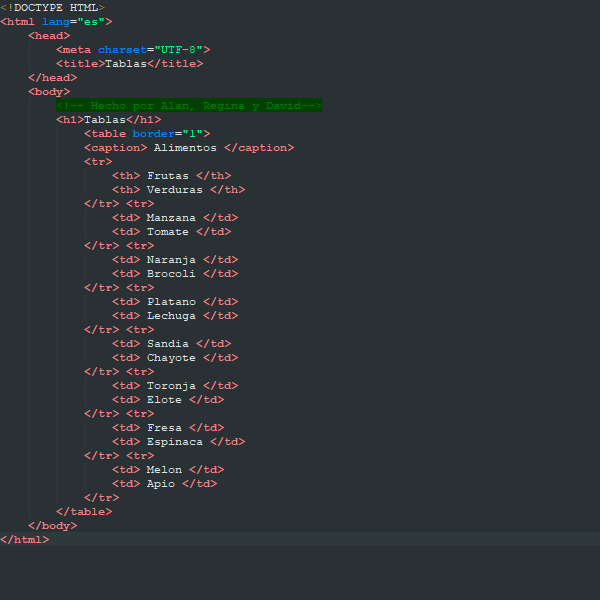 <!DOCTYPE HTML>
<html lang="es">
<head>
<meta charset="UTF-8">
<title>Tablas</title>
</head>
<body>
<!-- Hecho por Alan, Regina y David-->
<h1>Tablas</h1>
<table border="1">
<caption> Alimentos </caption>
<tr>
<th> Frutas </th>
<th> Verduras </th>
</tr> <tr>
<td> Manzana </td>
<td> Tomate </td>
</tr> <tr>
<td> Naranja </td>
<td> Brocoli </td>
</tr> <tr>
<td> Platano </td>
<td> Lechuga </td>
</tr> <tr>
<td> Sandia </td>
<td> Chayote </td>
</tr> <tr>
<td> Toronja </td>
<td> Elote </td>
</tr> <tr>
<td> Fresa </td>
<td> Espinaca </td>
</tr> <tr>
<td> Melon </td>
<td> Apio </td>
</tr>
</table>
</body>
</html>